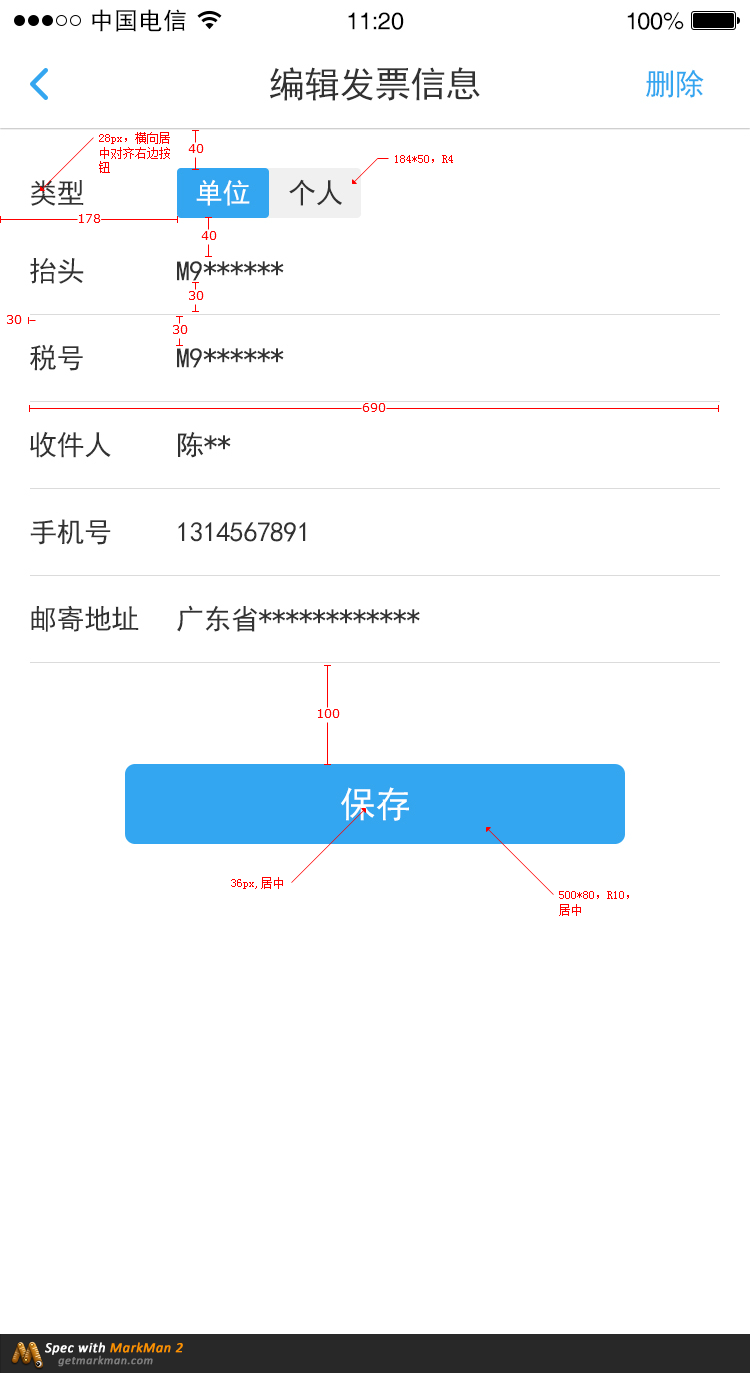 中国电信 11:20 100%
编辑发票信息 删除
28px，横向居
中对齐右边按
钮
40
184*50，R4
类型 单位 个人
178
40
抬头 M9******
30
30
30
税号 M9******
690
收件人 陈**
手机号 1314567891
邮寄地址 广东省************
100
保存
36px,居中
500*80，R10，
居中
Spec with MarkMan 2
getmarkman.com